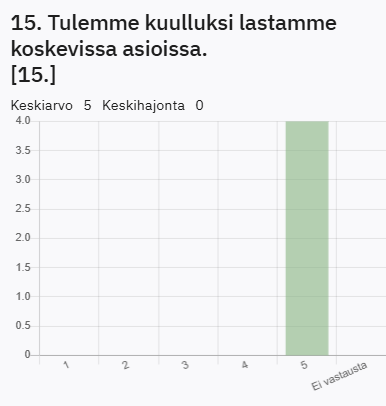 15. Tulemme kuulluksi lastamme
koskevissa asioissa.
[15.]
Keskiarvo 5 Keskihajonta 0
4.0
3.5
3.0
2.5
2.0
1.5
1.0
0.5
0
1 2 3 4 5 Ei vastausta